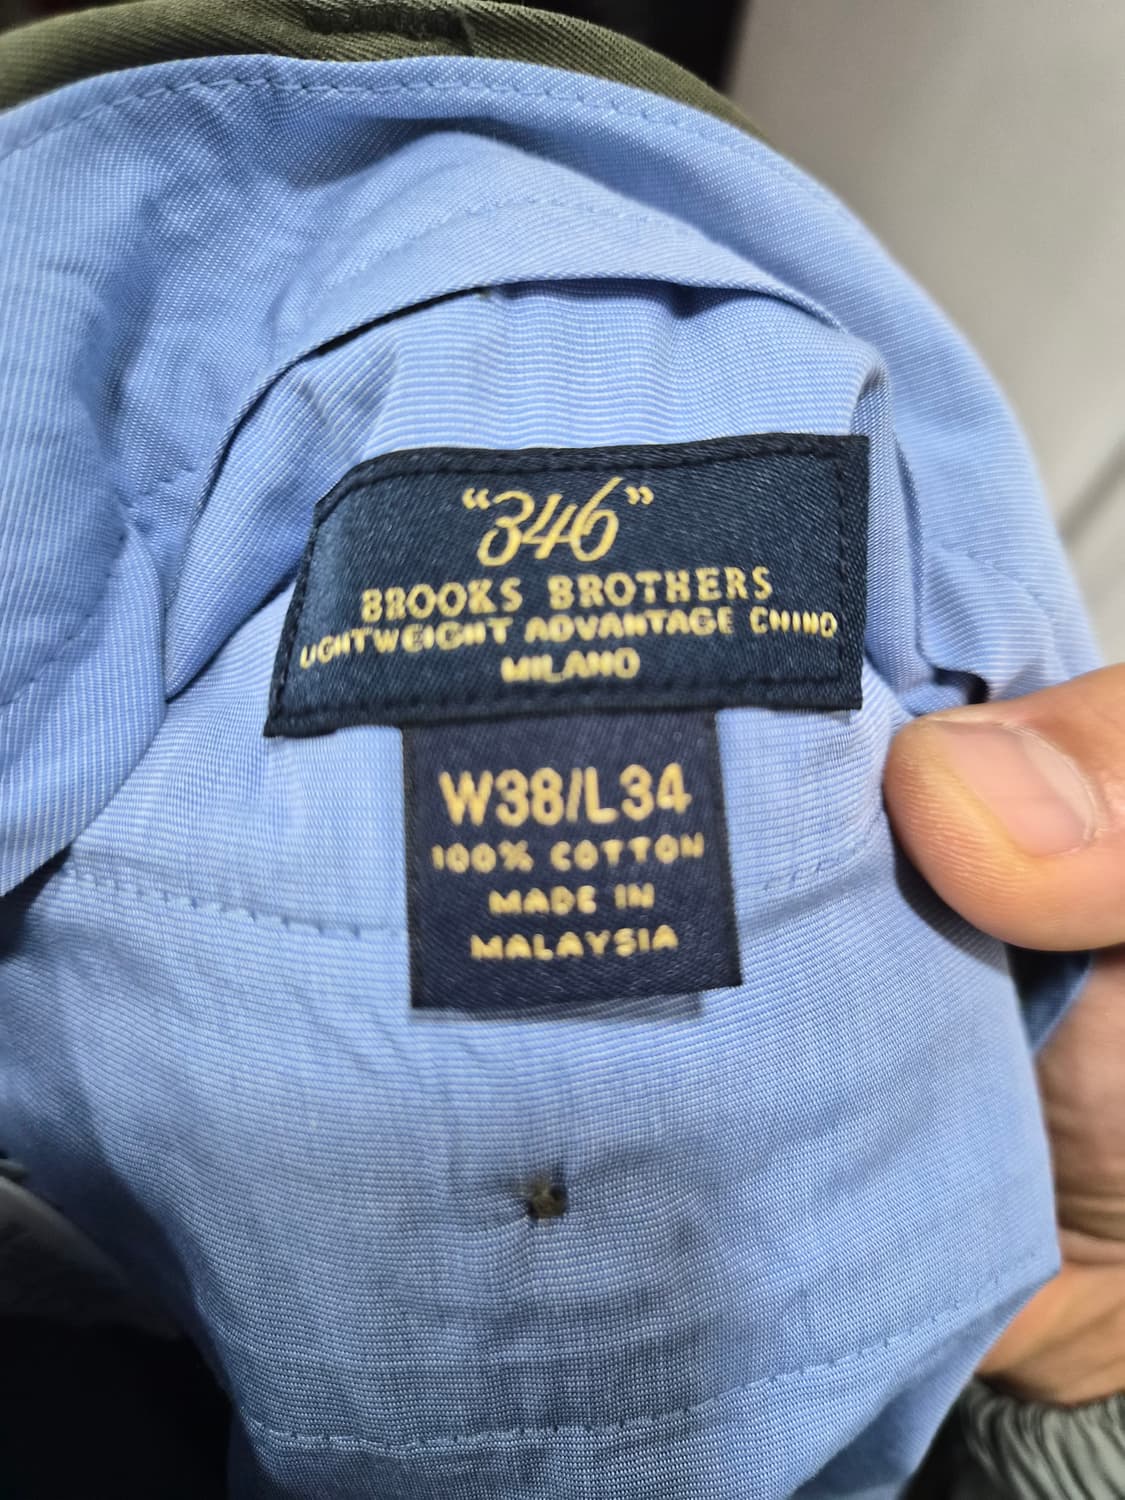 “346”
BROOKS BROTHERS
LIGHTWEIGHT ADVANTAGE CHINO
MILANO
W38/L34
100% COTTON
MADE IN
MALAYSIA